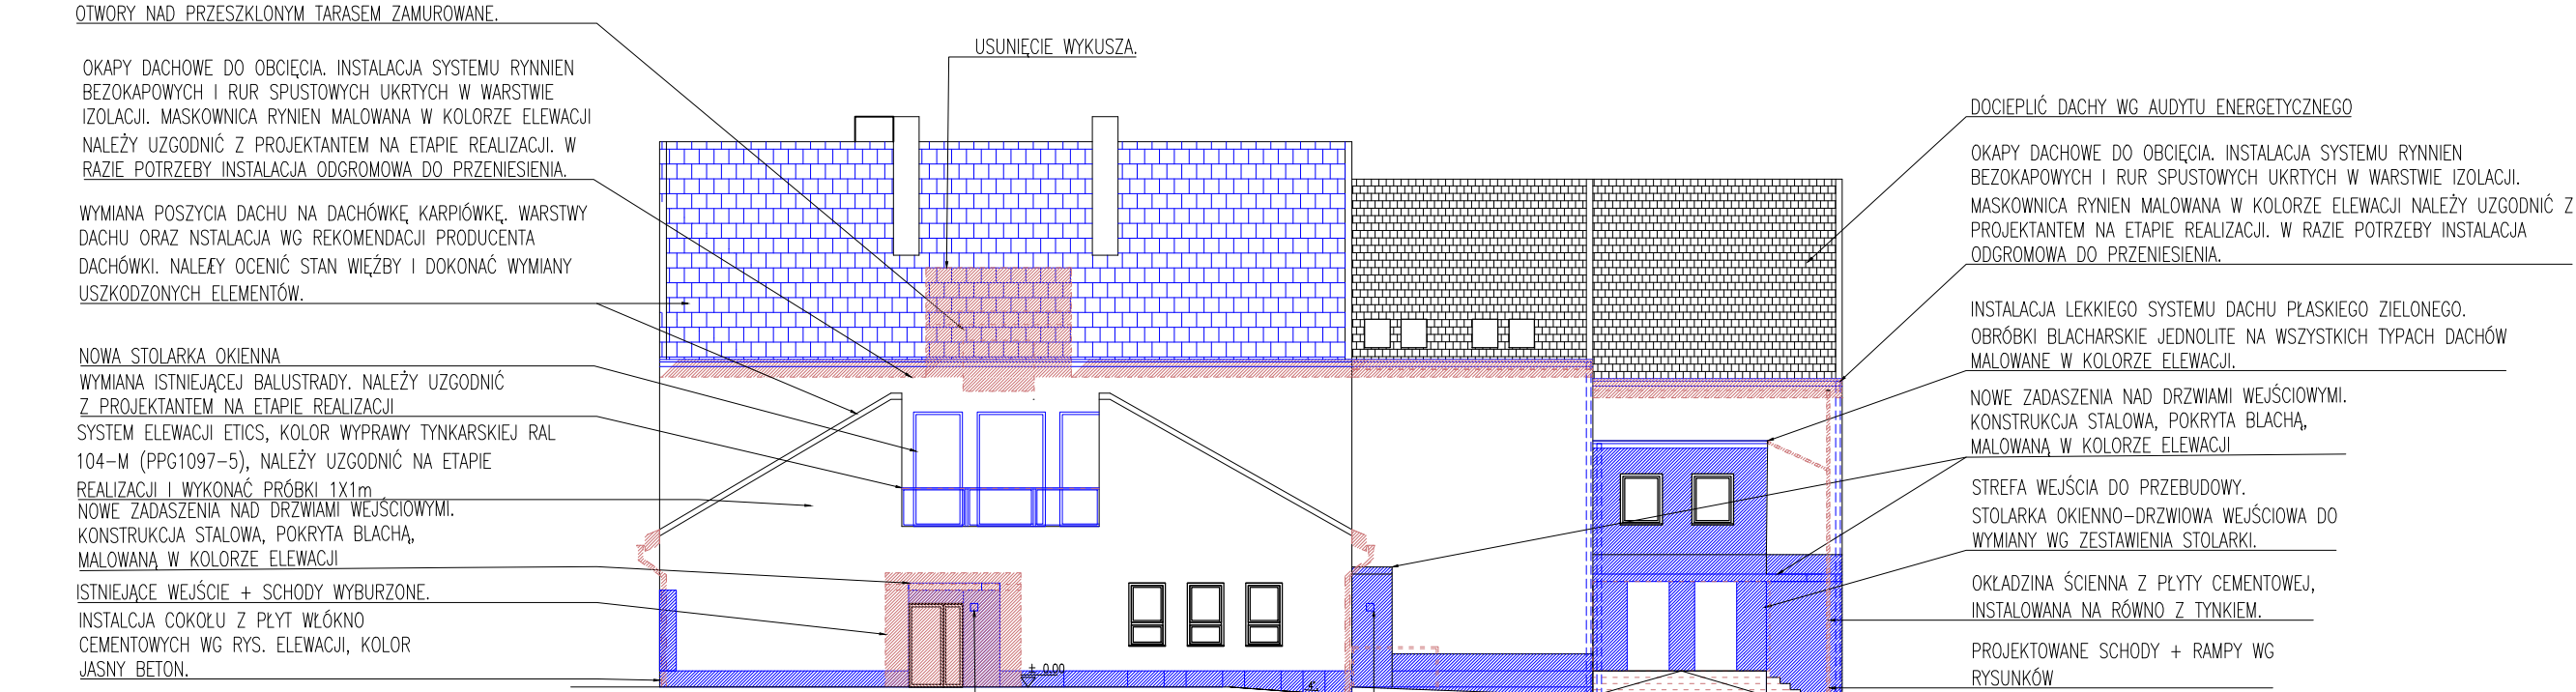 OTWORY NAD PRZESZKLONYM TARASEM ZAMUROWANE.
OKAPY DACHOWE DO OBCIĘCIA. INSTALACJA SYSTEMU RYNNIEN
BEZOKAPOWYCH I RUR SPUSTOWYCH UKRTYCH W WARSTWIE
IZOLACJI. MASKOWNICA RYNIEN MALOWANA W KOLORZE ELEWACJI
NALEŻY UZGODNIĆ Z PROJEKTANTEM NA ETAPIE REALIZACJI. W
RAZIE POTRZEBY INSTALACJA ODGROMOWA DO PRZENIESIENIA.
WYMIANA POSZYCIA DACHU NA DACHÓWKĘ KARPIÓWKĘ. WARSTWY
DACHU ORAZ NSTALACJA WG REKOMENDACJI PRODUCENTA
DACHÓWKI. NALEŁY OCENIĆ STAN WIĘŹBY I DOKONAĆ WYMIANY
USZKODZONYCH ELEMENTÓW.
NOWA STOLARKA OKIENNA
WYMIANA ISTNIEJĄCEJ BALUSTRADY. NALEŻY UZGODNIĆ
Z PROJEKTANTEM NA ETAPIE REALIZACJI
SYSTEM ELEWACJI ETICS, KOLOR WYPRAWY TYNKARSKIEJ RAL
104-M (PPG1097-5), NALEŻY UZGODNIĆ NA ETAPIE
REALIZACJI I WYKONAĆ PRÓBKI 1X1m
NOWE ZADASZENIA NAD DRZWIAMI WEJŚCIOWYMI.
KONSTRUKCJA STALOWA, POKRYTA BLACHĄ,
MALOWANĄ W KOLORZE ELEWACJI
ISTNIEJĄCE WEJŚCIE + SCHODY WYBURZONE.
INSTALCJA COKOŁU Z PŁYT WŁÓKNO
CEMENTOWYCH WG RYS. ELEWACJI, KOLOR
JASNY BETON.
USUNIĘCIE WYKUSZA.
± 0.00
DOCIEPLIĆ DACHY WG AUDYTU ENERGETYCZNEGO
OKAPY DACHOWE DO OBCIĘCIA. INSTALACJA SYSTEMU RYNNIEN
BEZOKAPOWYCH I RUR SPUSTOWYCH UKRTYCH W WARSTWIE IZOLACJI.
MASKOWNICA RYNIEN MALOWANA W KOLORZE ELEWACJI NALEŻY UZGODNIĆ Z
PROJEKTANTEM NA ETAPIE REALIZACJI. W RAZIE POTRZEBY INSTALACJA
ODGROMOWA DO PRZENIESIENIA.
INSTALACJA LEKKIEGO SYSTEMU DACHU PŁASKIEGO ZIELONEGO.
OBRÓBKI BLACHARSKIE JEDNOLITE NA WSZYSTKICH TYPACH DACHÓW
MALOWANE W KOLORZE ELEWACJI.
NOWE ZADASZENIA NAD DRZWIAMI WEJŚCIOWYMI.
KONSTRUKCJA STALOWA, POKRYTA BLACHĄ,
MALOWANĄ W KOLORZE ELEWACJI
STREFA WEJŚCIA DO PRZEBUDOWY.
STOLARKA OKIENNO-DRZWIOWA WEJŚCIOWA DO
WYMIANY WG ZESTAWIENIA STOLARKI.
OKŁADZINA ŚCIENNA Z PŁYTY CEMENTOWEJ,
INSTALOWANA NA RÓWNO Z TYNKIEM.
PROJEKTOWANE SCHODY + RAMPY WG
RYSUNKÓW